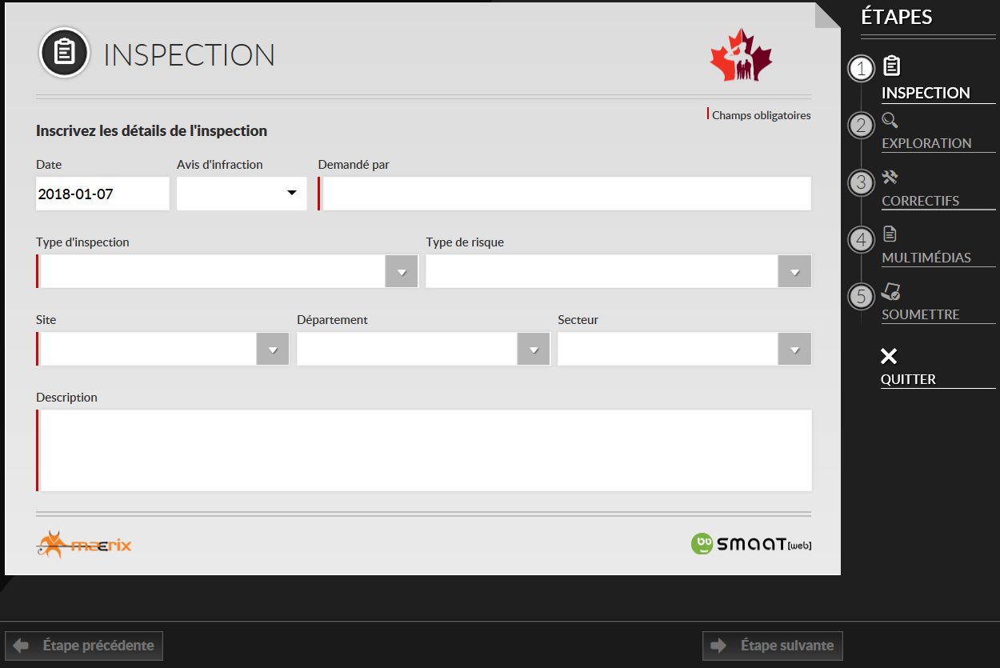 INSPECTION
Champs obligatoires
Inscrivez les détails de l'inspection
Date Avis d'infraction Demandé par
2018-01-07
Type d'inspection Type de risque
Site Département Secteur
Description
maerix
smaat[web]
ÉTAPES
1
INSPECTION
2
EXPLORATION
3
CORRECTIFS
4
MULTIMÉDIAS
5
SOUMETTRE
QUITTER
Étape précédente Étape suivante